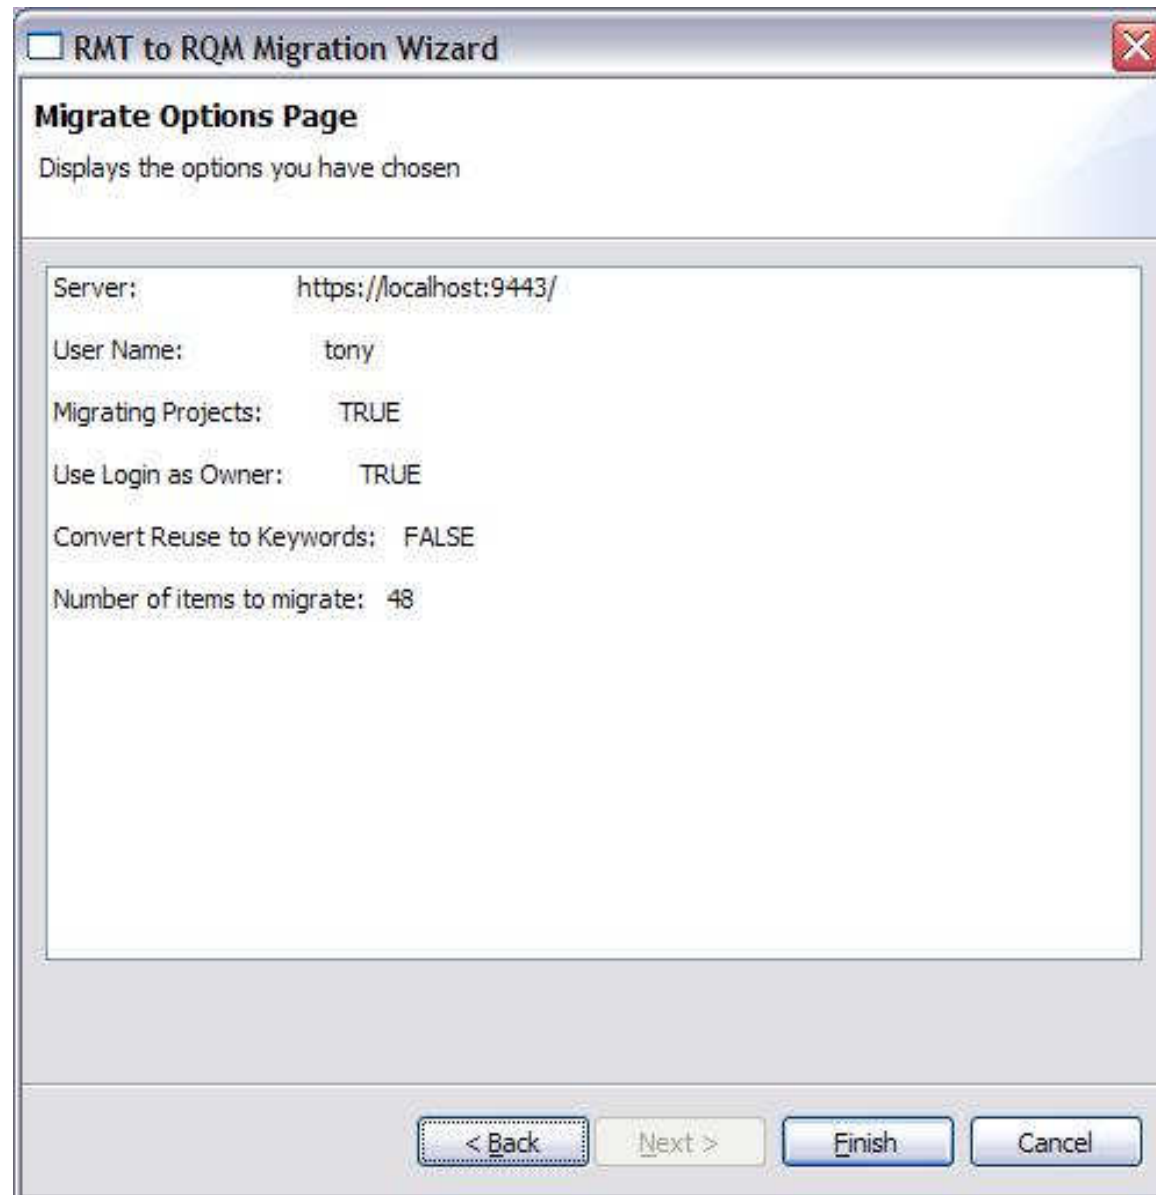 RMT to RQM Migration Wizard
Migrate Options Page
Displays the options you have chosen
Server: https://localhost:9443/
User Name: tony
Migrating Projects: TRUE
Use Login as Owner: TRUE
Convert Reuse to Keywords: FALSE
Number of items to migrate: 48
< Back Next > Finish Cancel